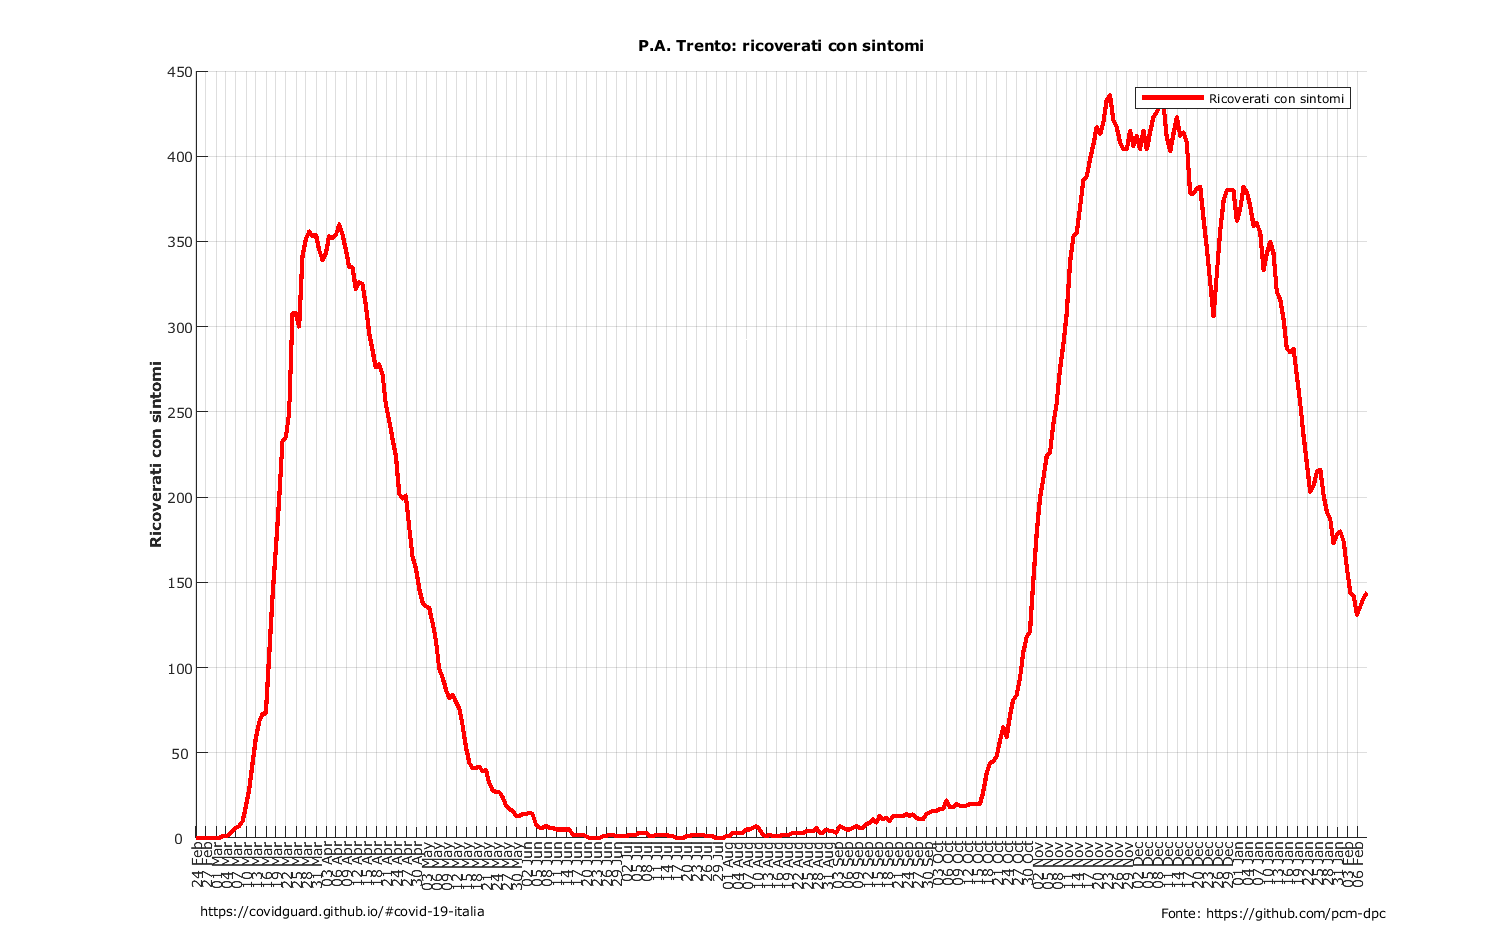 P.A. Trento: ricoverati con sintomi
450
400
350
300
250
200
150
100
50
0
Ricoverati con sintomi
Ricoverati con sintomi
24 Feb
27 Feb
01 Mar
04 Mar
07 Mar
10 Mar
13 Mar
16 Mar
19 Mar
22 Mar
25 Mar
28 Mar
31 Mar
03 Apr
06 Apr
09 Apr
12 Apr
15 Apr
18 Apr
21 Apr
24 Apr
27 Apr
30 Apr
03 May
06 May
09 May
12 May
15 May
18 May
21 May
24 May
27 May
30 May
02 Jun
05 Jun
08 Jun
11 Jun
14 Jun
17 Jun
20 Jun
23 Jun
26 Jun
29 Jun
02 Jul
05 Jul
08 Jul
11 Jul
14 Jul
17 Jul
20 Jul
23 Jul
26 Jul
29 Jul
01 Aug
04 Aug
07 Aug
10 Aug
13 Aug
16 Aug
19 Aug
22 Aug
25 Aug
28 Aug
31 Aug
03 Sep
06 Sep
09 Sep
12 Sep
15 Sep
18 Sep
21 Sep
24 Sep
27 Sep
30 Sep
03 Oct
06 Oct
09 Oct
12 Oct
15 Oct
18 Oct
21 Oct
24 Oct
27 Oct
30 Oct
02 Nov
05 Nov
08 Nov
11 Nov
14 Nov
17 Nov
20 Nov
23 Nov
26 Nov
29 Nov
02 Dec
05 Dec
08 Dec
11 Dec
14 Dec
17 Dec
20 Dec
23 Dec
26 Dec
29 Dec
01 Jan
04 Jan
07 Jan
10 Jan
13 Jan
16 Jan
19 Jan
22 Jan
25 Jan
28 Jan
31 Jan
03 Feb
06 Feb
https://covidguard.github.io/#covid-19-italia
Fonte: https://github.com/pcm-dpc